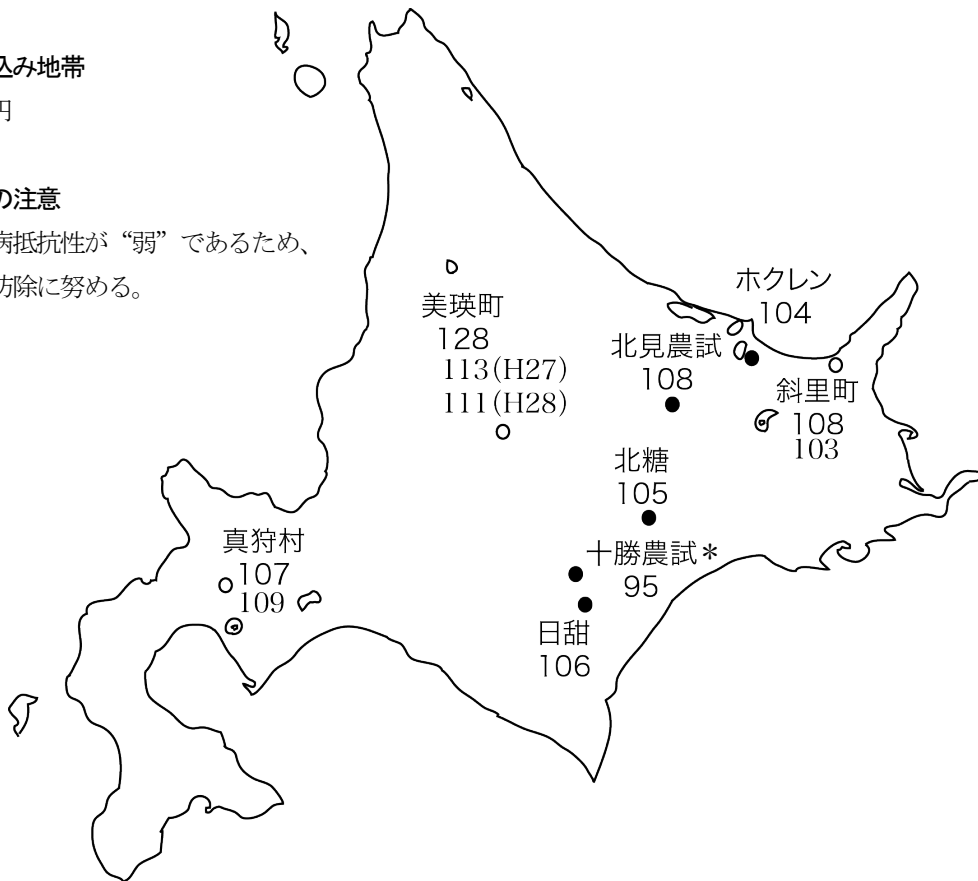 込み地帯
円
の注意
病抵抗性が“弱”であるため、
防除に努める。
ホクレン
104
美瑛町
128
113(H27)
111(H28)
北見農試
108
斜里町
108
103
北糖
105
真狩村
107
109
十勝農試*
95
日甜
106